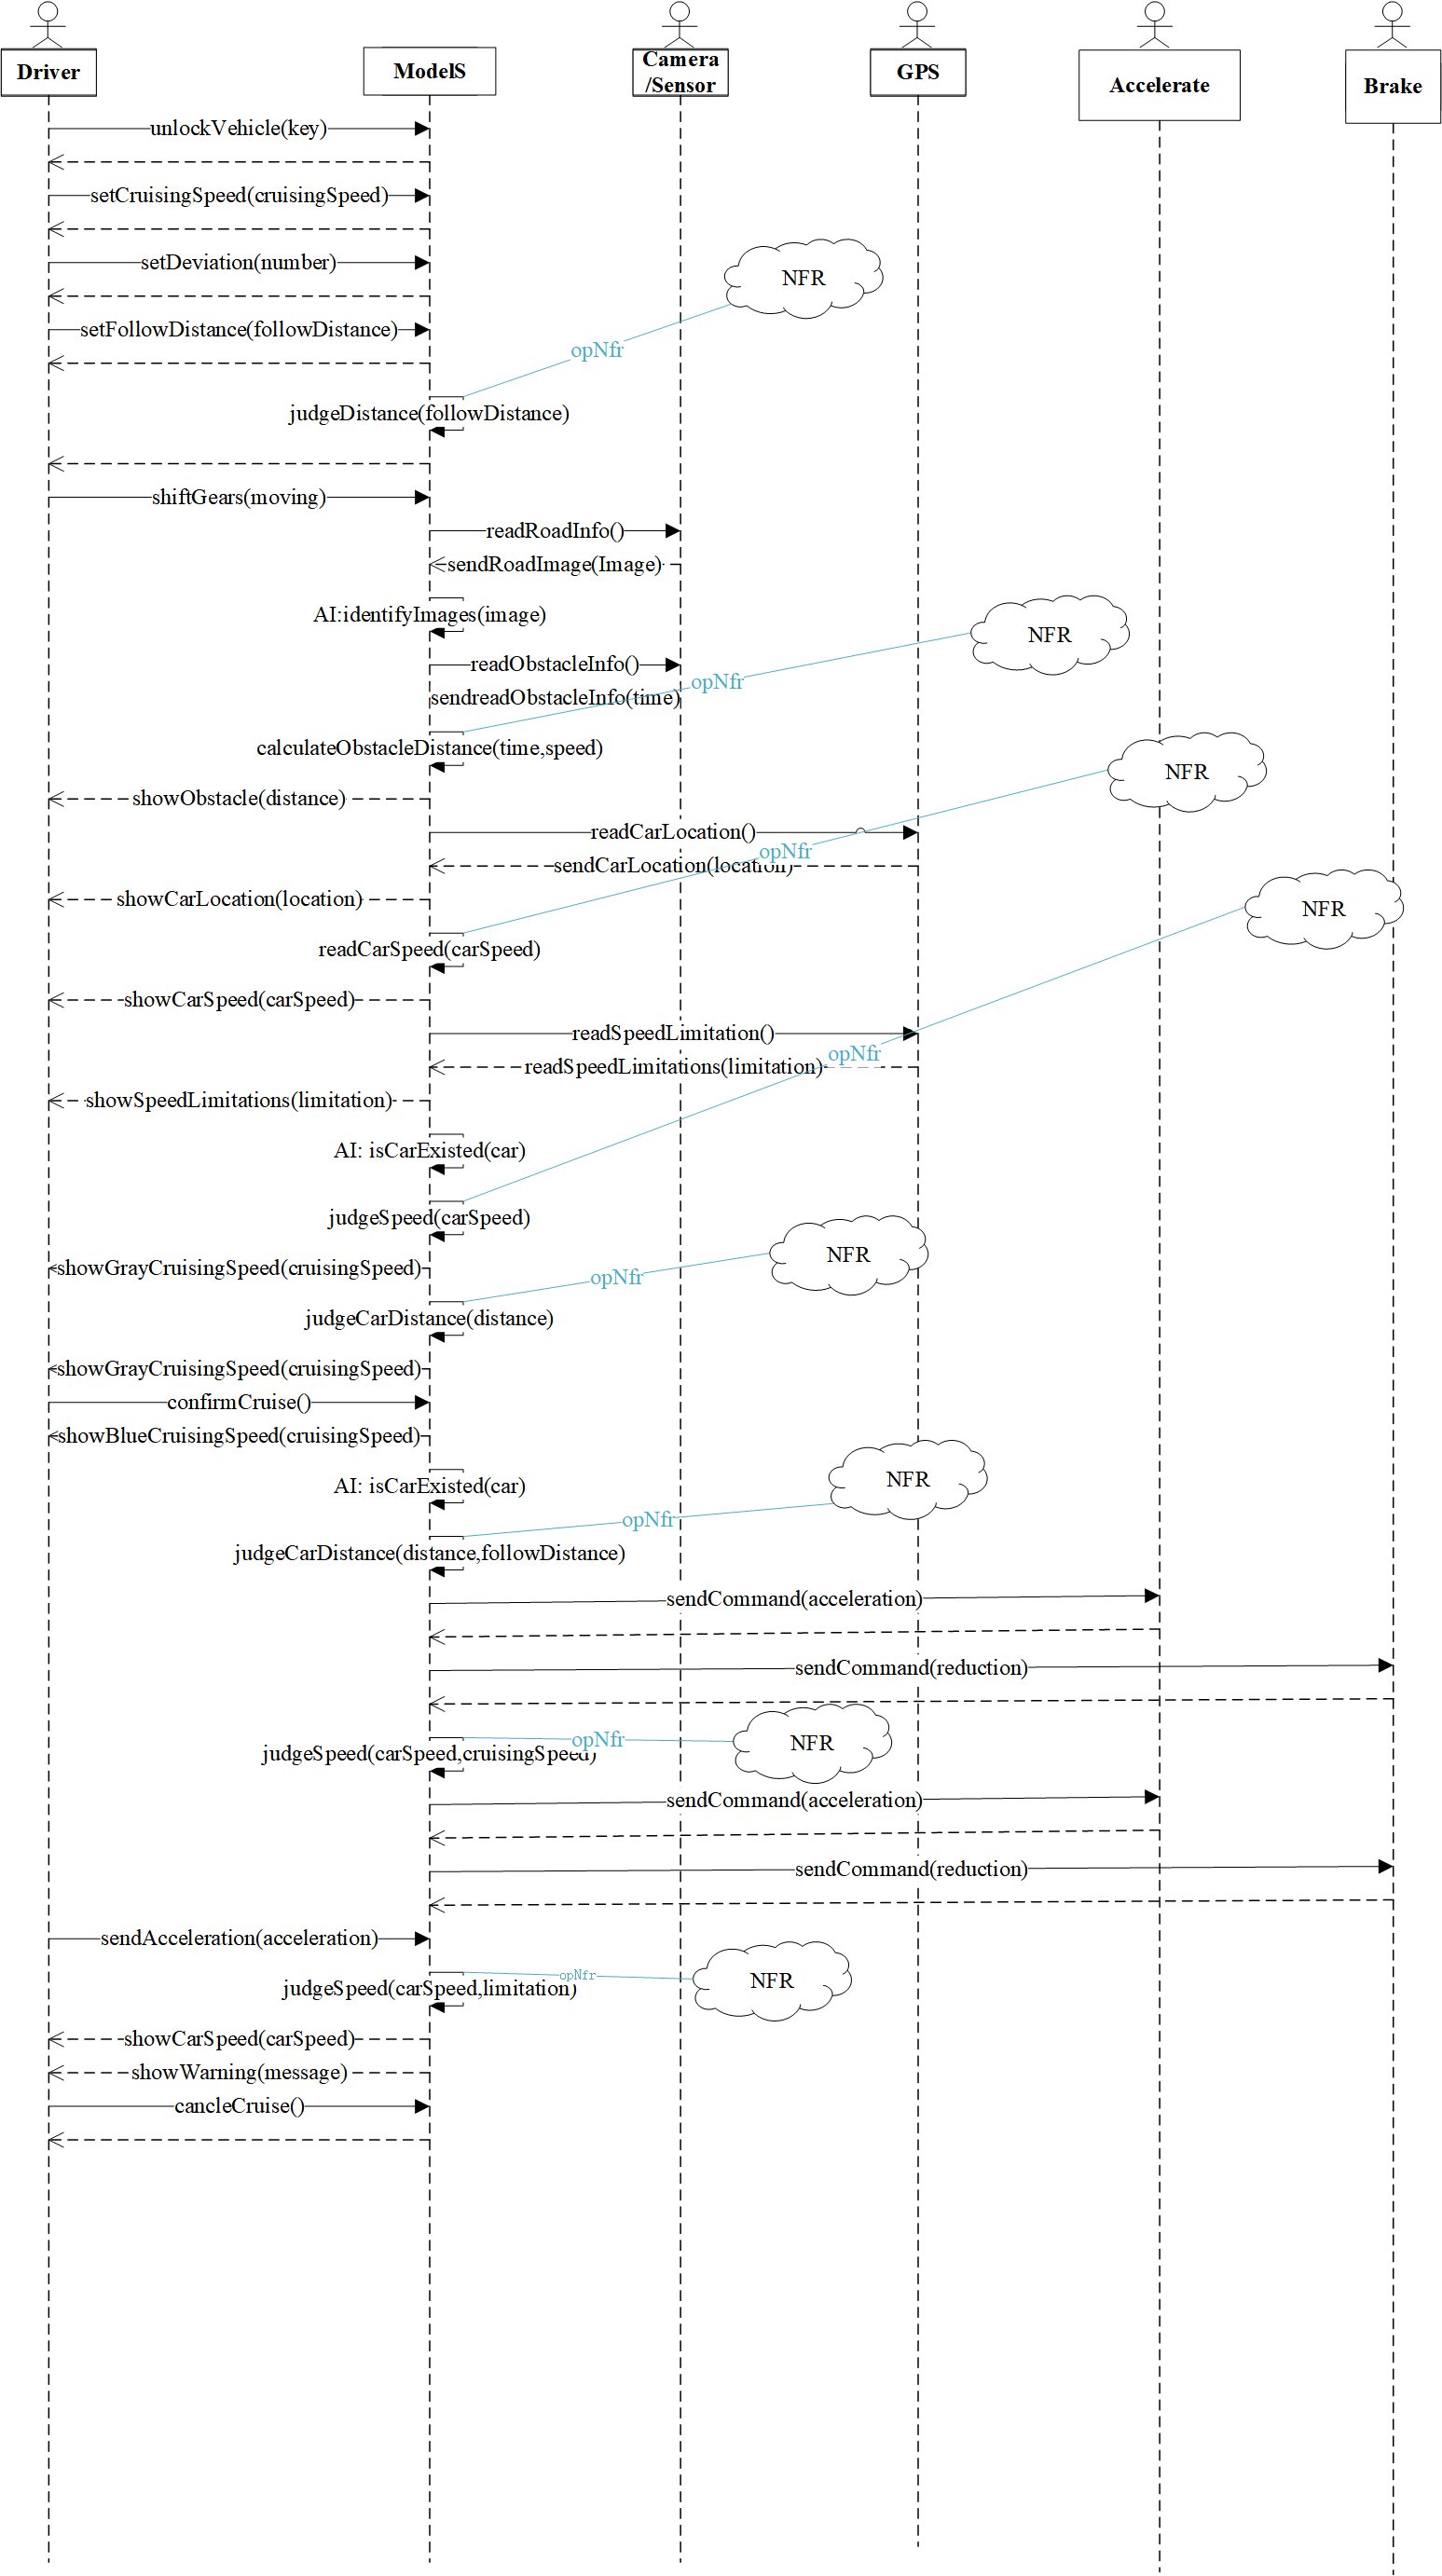 Driver
ModelS
Camera
/Sensor
GPS
Accelerate
Brake
unlockVehicle(key)
setCruisingSpeed(cruisingSpeed)
setDeviation(number)
NFR
setFollowDistance(followDistance)
opNfr
judgeDistance(followDistance)
shiftGears(moving)
readRoadInfo()
sendRoadImage(Image)
AI:identifyImages(image)
NFR
readObstacleInfo()
opNfr
sendreadObstacleInfo(time)
calculateObstacleDistance(time,speed)
NFR
showObstacle(distance)
readCarLocation()
opNfr
sendCarLocation(location)
showCarLocation(location)
NFR
readCarSpeed(carSpeed)
showCarSpeed(carSpeed)
readSpeedLimitation()
opNfr
readSpeedLimitations(limitation)
showSpeedLimitations(limitation)
AI: isCarExisted(car)
judgeSpeed(carSpeed)
NFR
showGrayCruisingSpeed(cruisingSpeed)
opNfr
judgeCarDistance(distance)
showGrayCruisingSpeed(cruisingSpeed)
confirmCruise()
showBlueCruisingSpeed(cruisingSpeed)
NFR
AI: isCarExisted(car)
opNfr
judgeCarDistance(distance,followDistance)
sendCommand(acceleration)
sendCommand(reduction)
opNfr
NFR
judgeSpeed(carSpeed,cruisingSpeed)
sendCommand(acceleration)
sendCommand(reduction)
sendAcceleration(acceleration)
opNfr
NFR
judgeSpeed(carSpeed,limitation)
showCarSpeed(carSpeed)
showWarning(message)
cancleCruise()